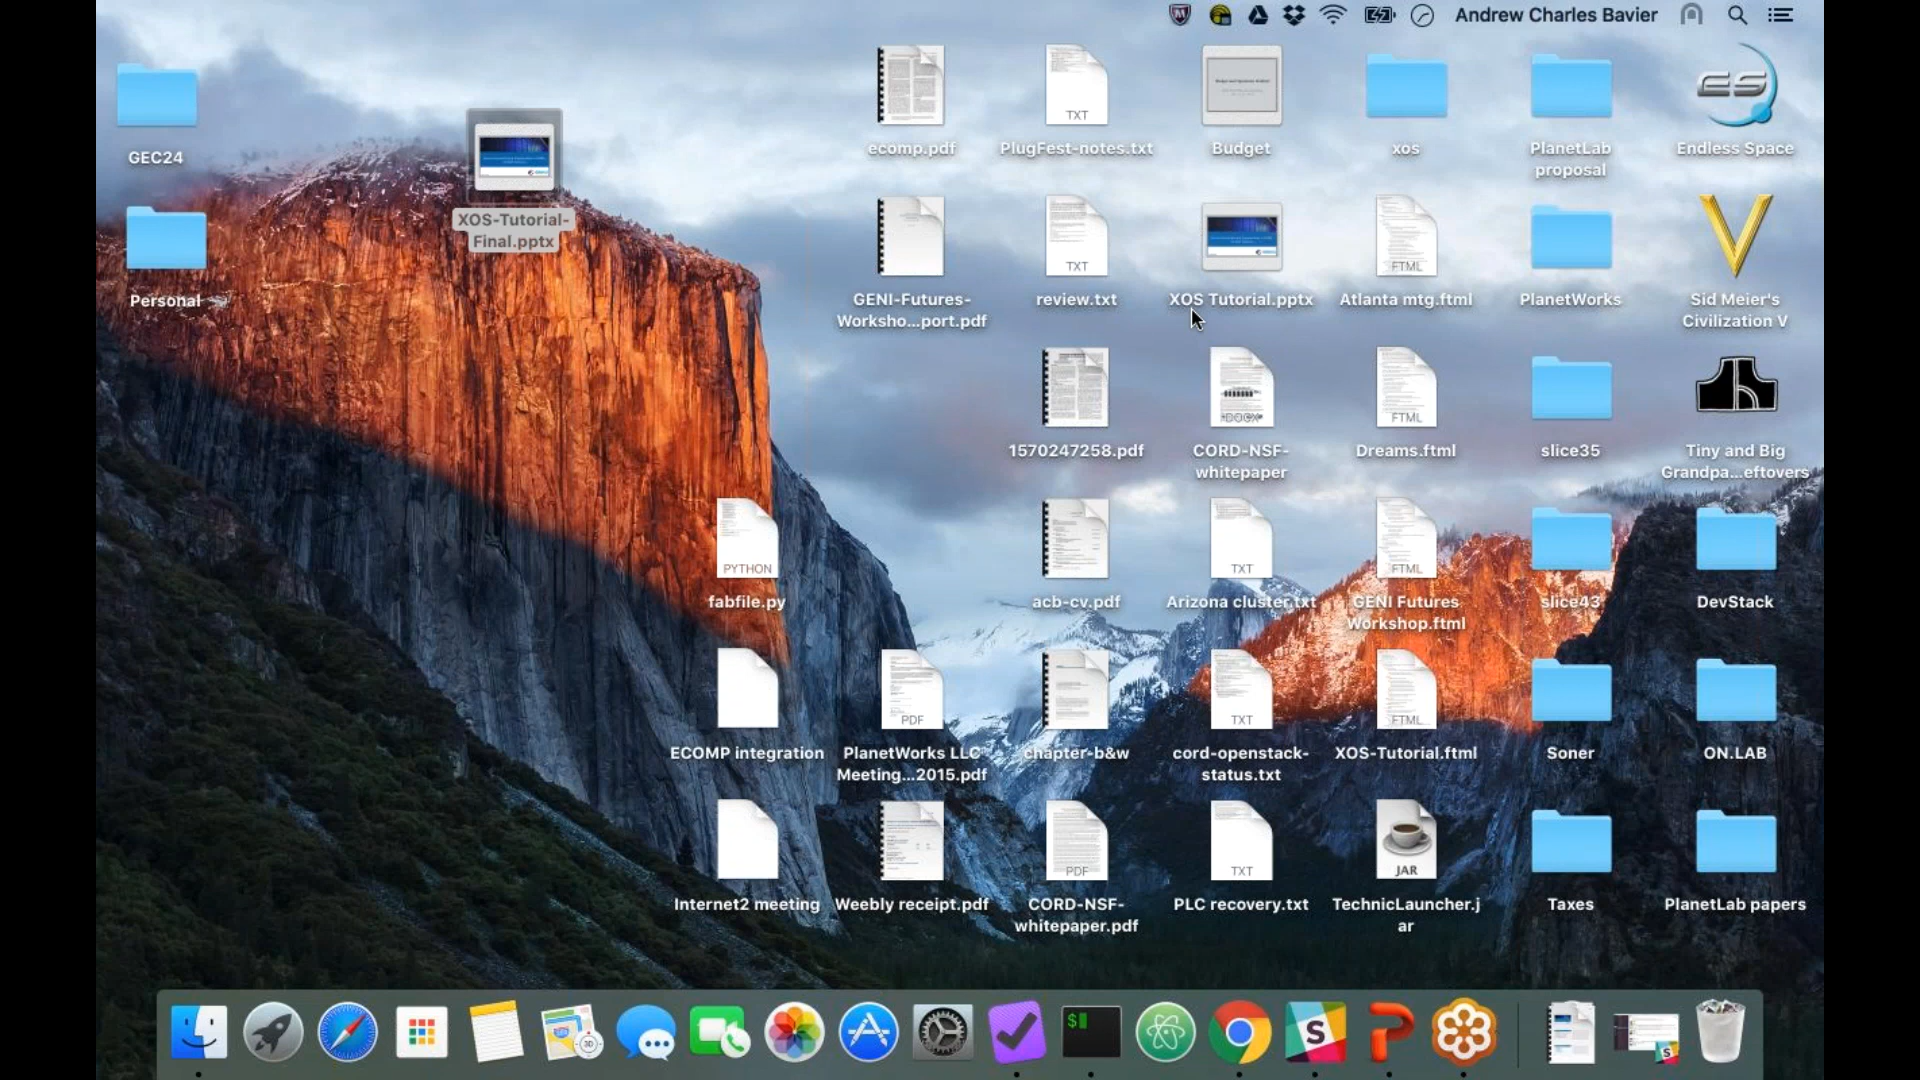 Andrew Charles Bavier
GEC24
XOS-Tutorial-
Final.pptx
ecomp.pdf
PlugFest-notes.txt
TXT
Budget
xos
PlanetLab
proposal
ES
Endless Space
Personal
GENI-Futures-
Worksho...port.pdf
TXT
review.txt
XOS Tutorial.pptx
FTML
Atlanta mtg.ftml
PlanetWorks
Sid Meier's
Civilization V
1570247258.pdf
DOCX
CORD-NSF-
whitepaper
FTML
Dreams.ftml
slice35
Tiny and Big
Grandpa...eftovers
PYTHON
fabfile.py
acb-cv.pdf
TXT
Arizona cluster.txt
FTML
GENI Futures
Workshop.ftml
slice43
DevStack
ECOMP integration
PDF
PlanetWorks LLC
Meeting...2015.pdf
chapter-b&w
TXT
cord-openstack-
status.txt
FTML
XOS-Tutorial.ftml
Soner
ON.LAB
Internet2 meeting
Weebly receipt.pdf
PDF
CORD-NSF-
whitepaper.pdf
TXT
PLC recovery.txt
JAR
TechnicLauncher.j
ar
Taxes
PlanetLab papers
3D
$
S
P
S